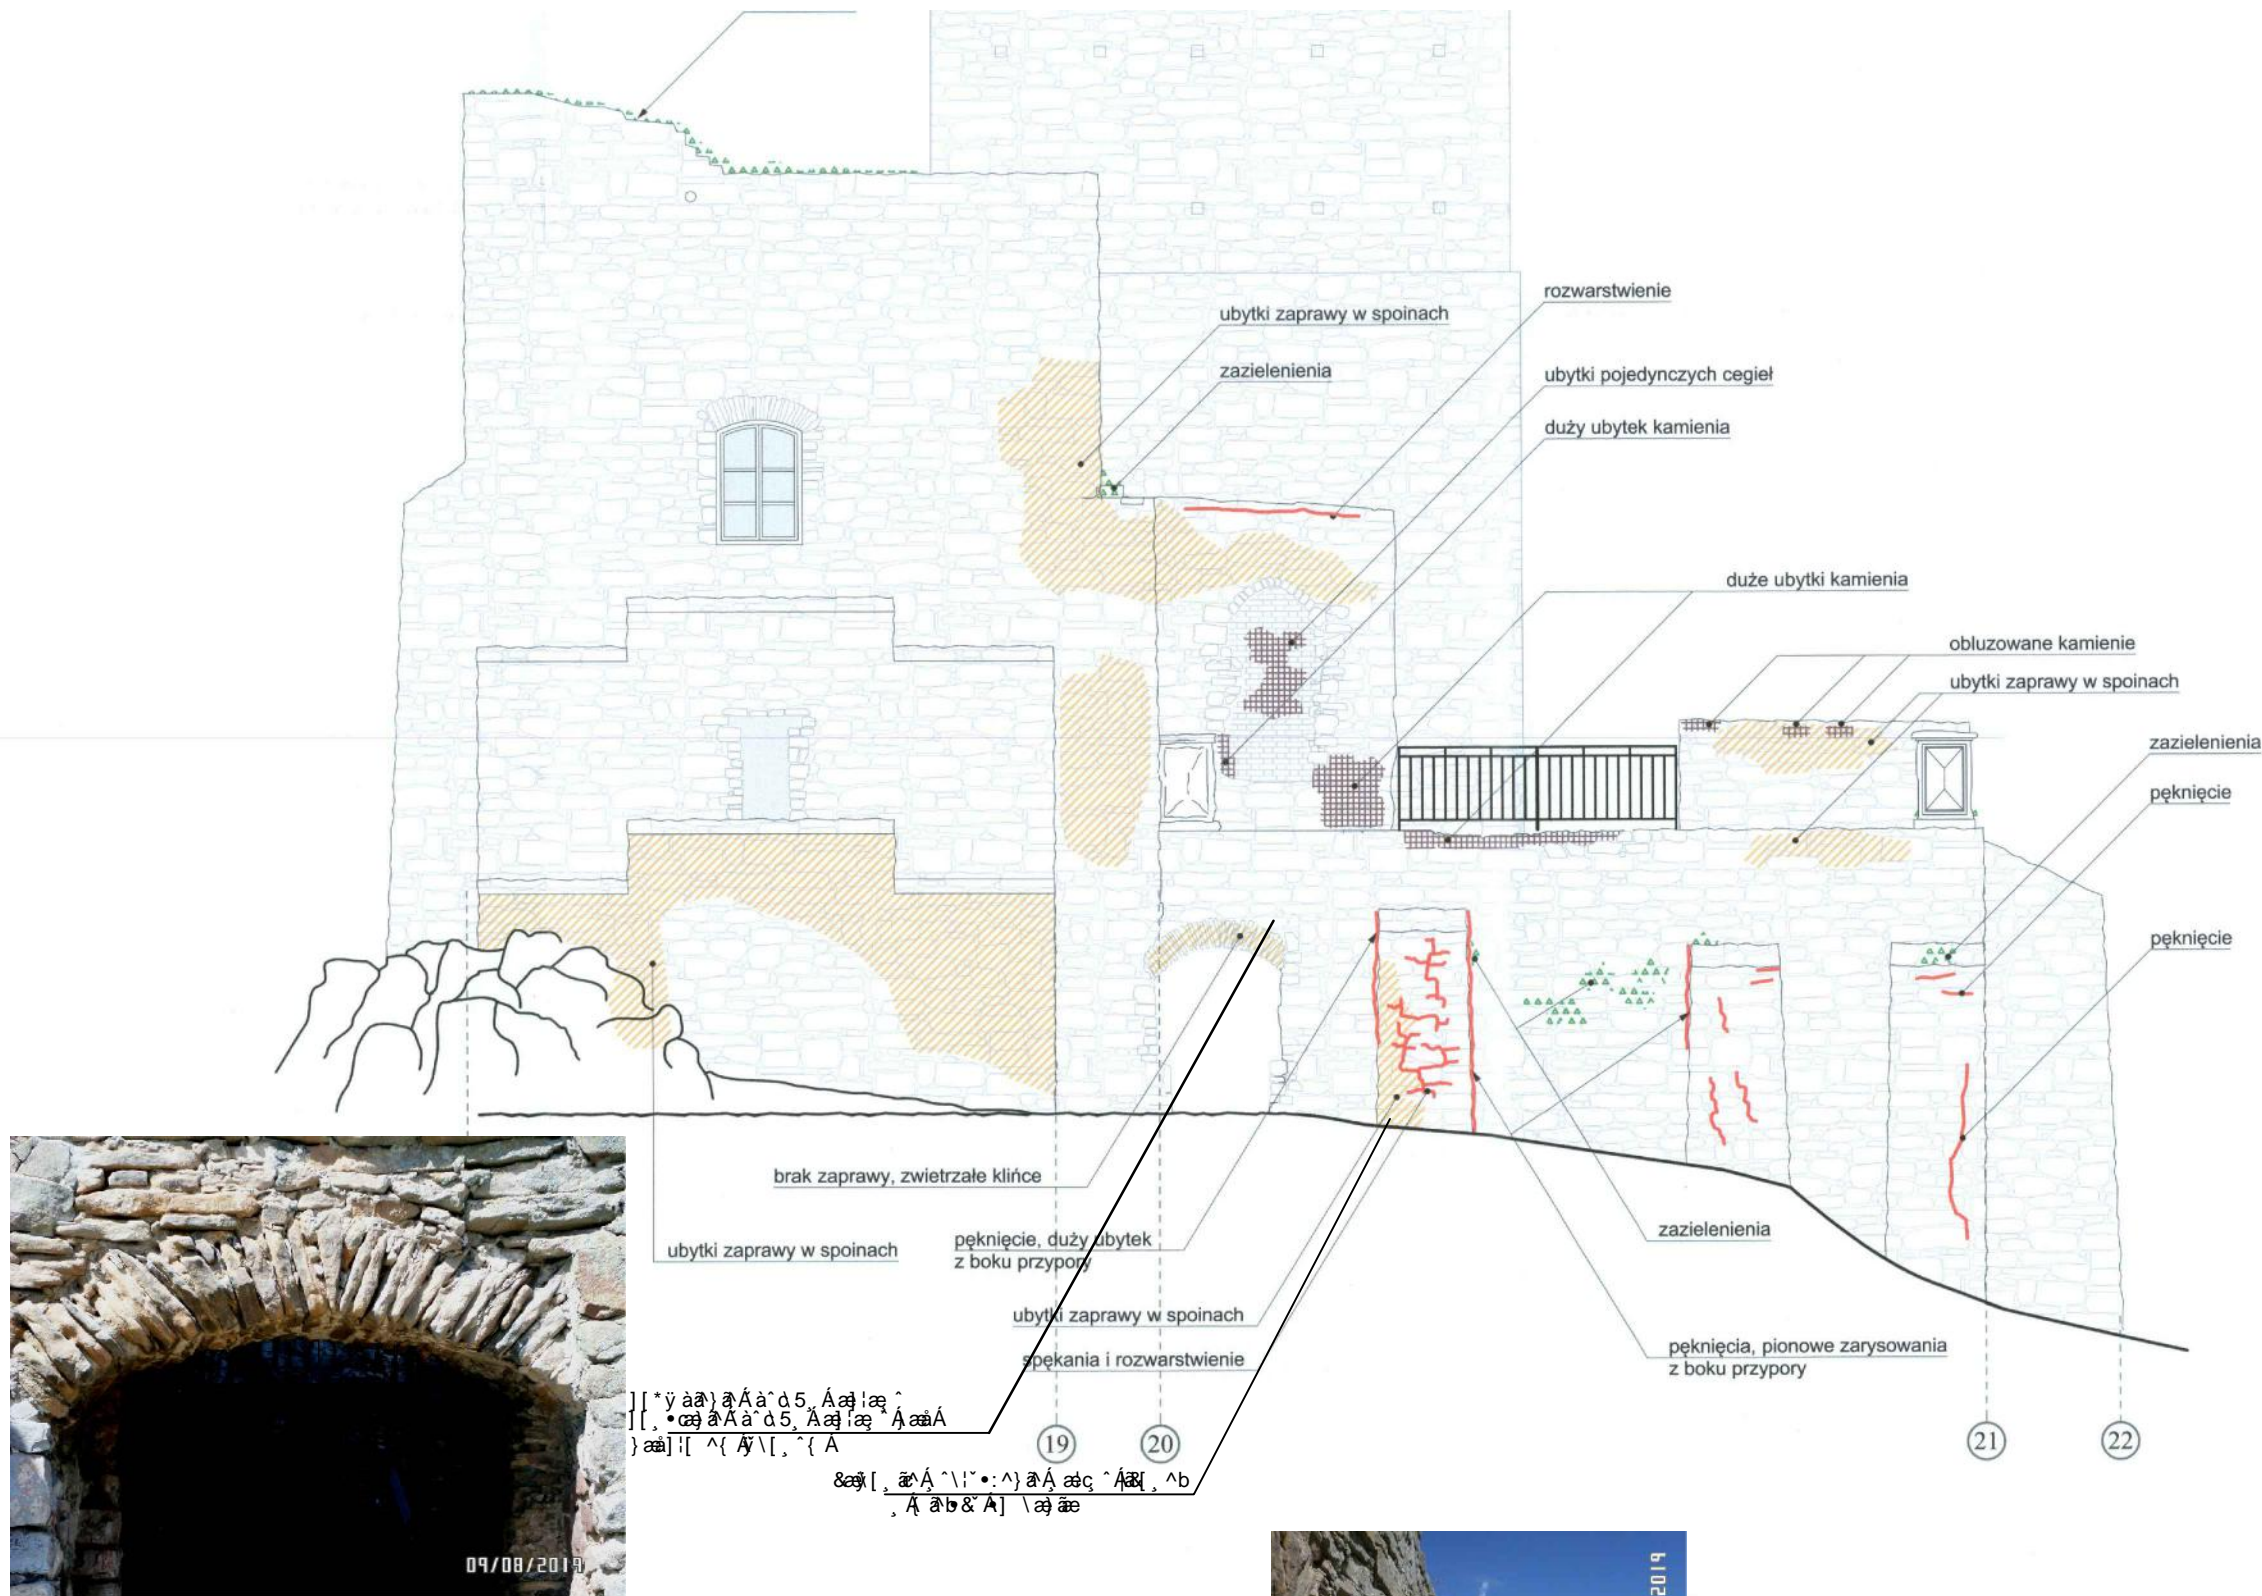 rozwarstwienie
ubytki zaprawy w spoinach
zazielenienia
ubytki pojedynczych cegieł
duży ubytek kamienia
duże ubytki kamienia
obluzowane kamienie
ubytki zaprawy w spoinach
zazielenienia
pęknięcie
pęknięcie
brak zaprawy, zwietrzałe klińce
ubytki zaprawy w spoinach
pęknięcie, duży ubytek
z boku przypory
zazielenienia
ubytki zaprawy w spoinach
spękania i rozwarstwienie
pęknięcia, pionowe zarysowania
z boku przypory
19
20
21
22
09/08/2019
2019